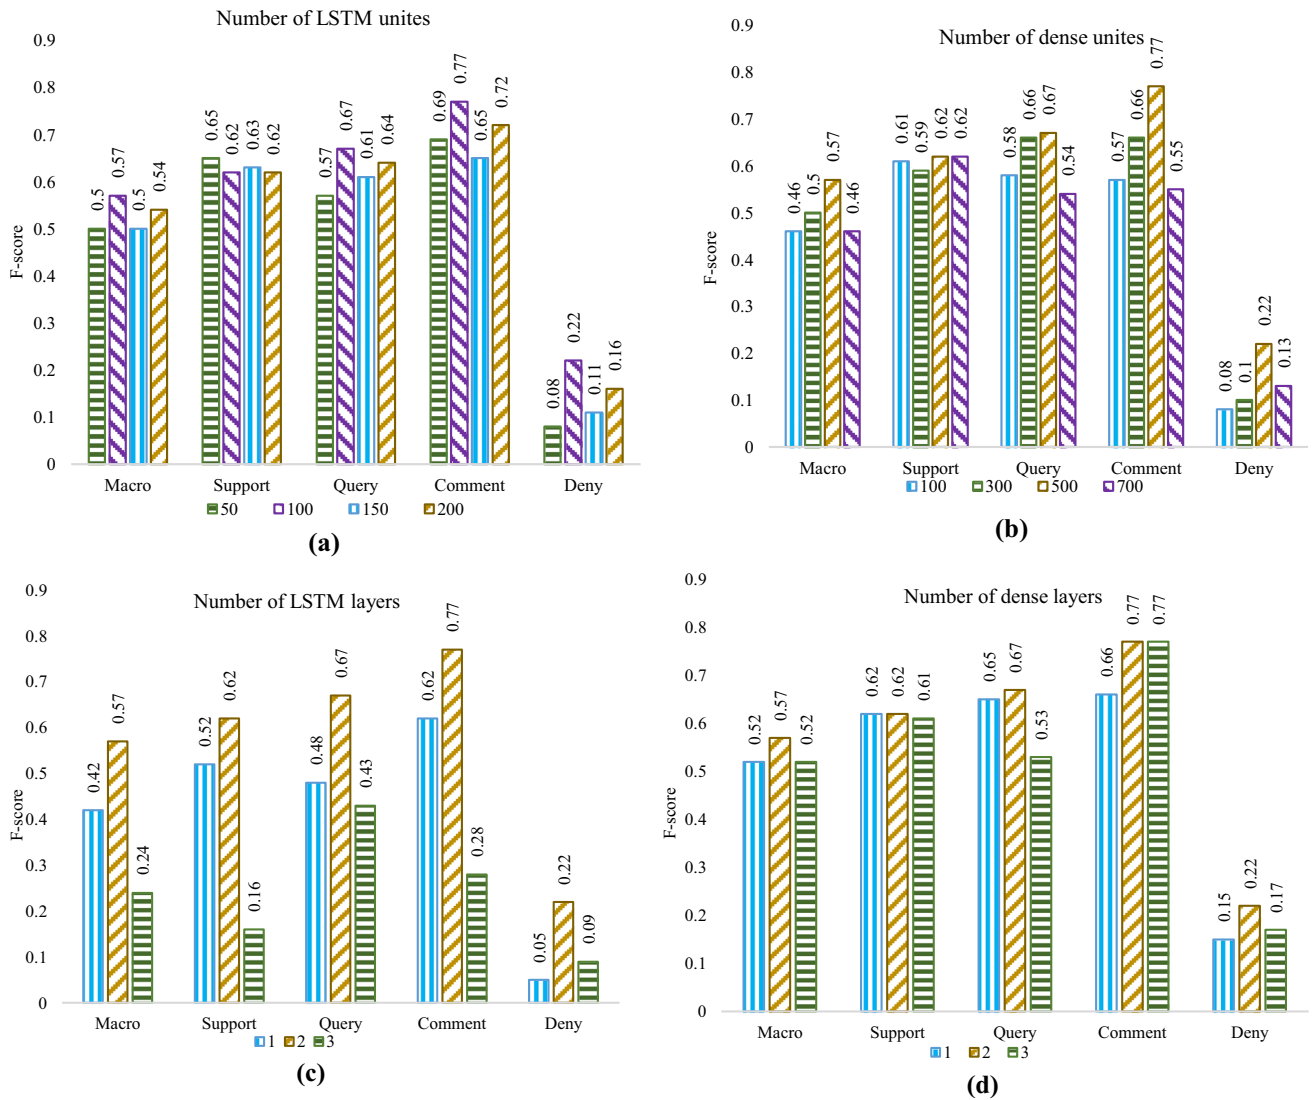 Number of LSTM unites
0.9
0.8
0.7
0.6
0.5
0.4
0.3
0.2
0.1
0
F-score
0.5 0.57 0.5 0.54
0.65 0.62 0.63 0.62
0.57 0.67 0.61 0.64
0.69 0.77 0.65 0.72
0.08 0.22 0.11 0.16
Macro Support Query Comment Deny
50 100 150 200
(a)
Number of dense unites
0.9
0.8
0.7
0.6
0.5
0.4
0.3
0.2
0.1
0
F-score
0.46 0.5 0.57 0.46
0.61 0.59 0.62 0.62
0.58 0.66 0.67 0.54
0.57 0.66 0.77 0.55
0.08 0.1 0.22 0.13
Macro Support Query Comment Deny
100 300 500 700
(b)
Number of LSTM layers
0.9
0.8
0.7
0.6
0.5
0.4
0.3
0.2
0.1
0
F-score
0.42 0.57 0.24
0.52 0.62 0.16
0.48 0.67 0.43
0.62 0.77 0.28
0.05 0.22 0.09
Macro Support Query Comment Deny
1 2 3
(c)
Number of dense layers
0.9
0.8
0.7
0.6
0.5
0.4
0.3
0.2
0.1
0
F-score
0.52 0.57 0.52
0.62 0.62 0.61
0.65 0.67 0.53
0.66 0.77 0.77
0.15 0.22 0.17
Macro Support Query Comment Deny
1 2 3
(d)